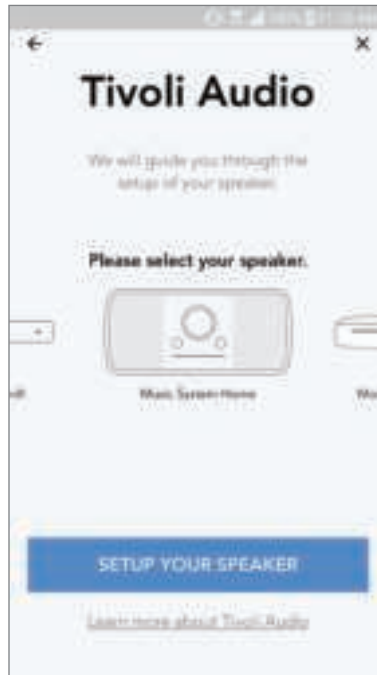 Tivoli Audio
We will guide you through the
setup of your speaker.
Please select your speaker.
Music System Home
SETUP YOUR SPEAKER
Learn more about Tivoli Audio